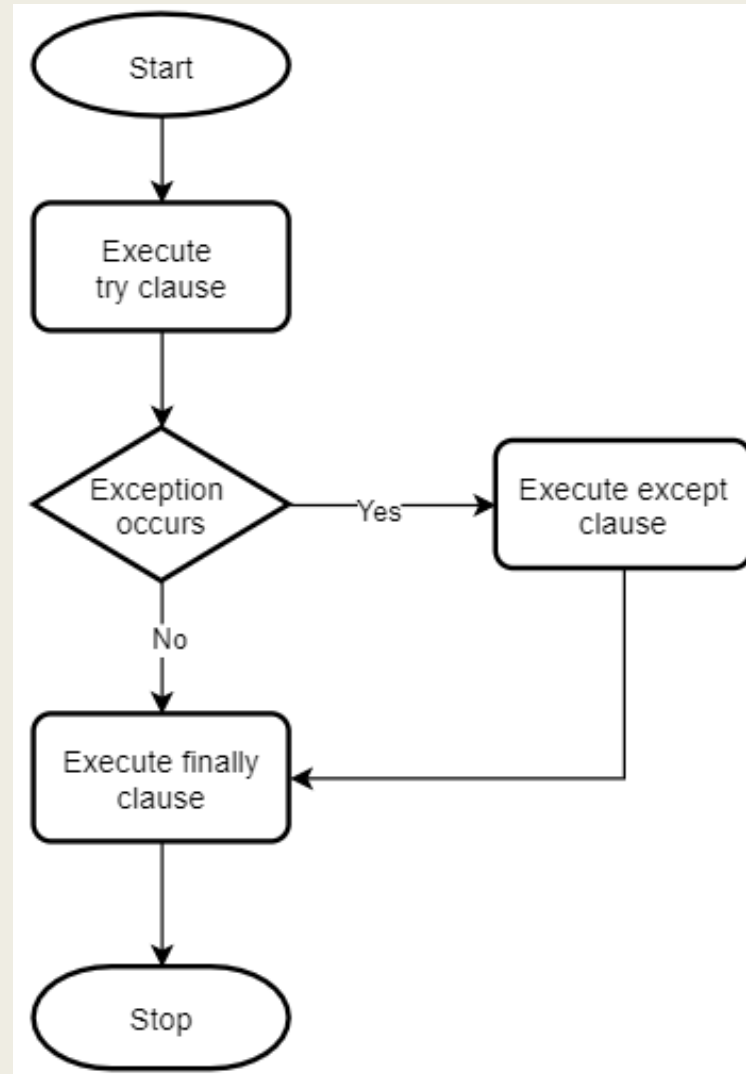 Start
Execute
try clause
Exception
occurs
Yes
Execute except
clause
No
Execute finally
clause
Stop